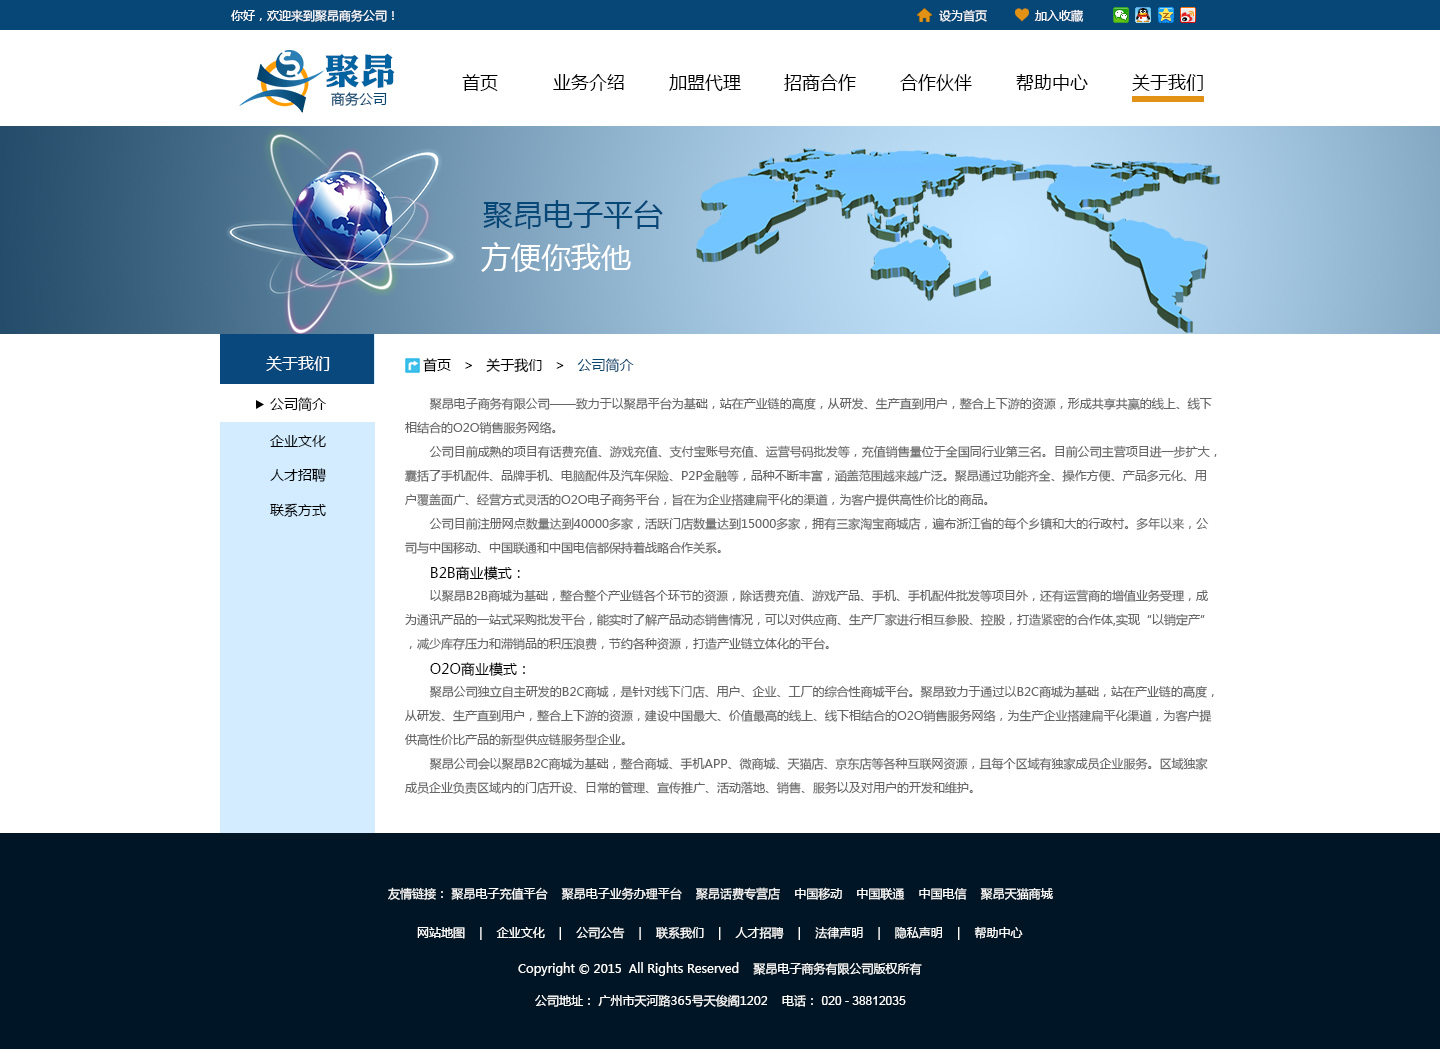 你好，欢迎来到聚昂商务公司！
设为首页 加入收藏
聚昂
商务公司
首页 业务介绍 加盟代理 招商合作 合作伙伴 帮助中心 关于我们
聚昂电子平台
方便你我他
关于我们
公司简介
企业文化
人才招聘
联系方式
首页 > 关于我们 > 公司简介
聚昂电子商务有限公司——致力于以聚昂平台为基础，站在产业链的高度，从研发、生产直到用户，整合上下游的资源，形成共享共赢的线上、线下
相结合的O2O销售服务网络。
公司目前成熟的项目有话费充值、游戏充值、支付宝账号充值、运营号码批发等，充值销售量位于全国同行业第三名。目前公司主营项目进一步扩大，
囊括了手机配件、品牌手机、电脑配件及汽车保险、P2P金融等，品种不断丰富，涵盖范围越来越广泛。聚昂通过功能齐全、操作方便、产品多元化、用
户覆盖面广、经营方式灵活的O2O电子商务平台，旨在为企业搭建扁平化的渠道，为客户提供高性价比的商品。
公司目前注册网点数量达到40000多家，活跃门店数量达到15000多家，拥有三家淘宝商城店，遍布浙江省的每个乡镇和大的行政村。多年以来，公
司与中国移动、中国联通和中国电信都保持着战略合作关系。
B2B商业模式：
以聚昂B2B商城为基础，整合整个产业链各个环节的资源，除话费充值、游戏产品、手机、手机配件批发等项目外，还有运营商的增值业务受理，成
为通讯产品的一站式采购批发平台，能实时了解产品动态销售情况，可以对供应商、生产厂家进行相互参股、控股，打造紧密的合作体,实现“以销定产”
，减少库存压力和滞销品的积压浪费，节约各种资源，打造产业链立体化的平台。
O2O商业模式：
聚昂公司独立自主研发的B2C商城，是针对线下门店、用户、企业、工厂的综合性商城平台。聚昂致力于通过以B2C商城为基础，站在产业链的高度，
从研发、生产直到用户，整合上下游的资源，建设中国最大、价值最高的线上、线下相结合的O2O销售服务网络，为生产企业搭建扁平化渠道，为客户提
供高性价比产品的新型供应链服务型企业。
聚昂公司会以聚昂B2C商城为基础，整合商城、手机APP、微商城、天猫店、京东店等各种互联网资源，且每个区域有独家成员企业服务。区域独家
成员企业负责区域内的门店开设、日常的管理、宣传推广、活动落地、销售、服务以及对用户的开发和维护。
友情链接： 聚昂电子充值平台 聚昂电子业务办理平台 聚昂话费专营店 中国移动 中国联通 中国电信 聚昂天猫商城
网站地图 | 企业文化 | 公司公告 | 联系我们 | 人才招聘 | 法律声明 | 隐私声明 | 帮助中心
Copyright © 2015 All Rights Reserved 聚昂电子商务有限公司版权所有
公司地址： 广州市天河路365号天俊阁1202 电话： 020 - 38812035